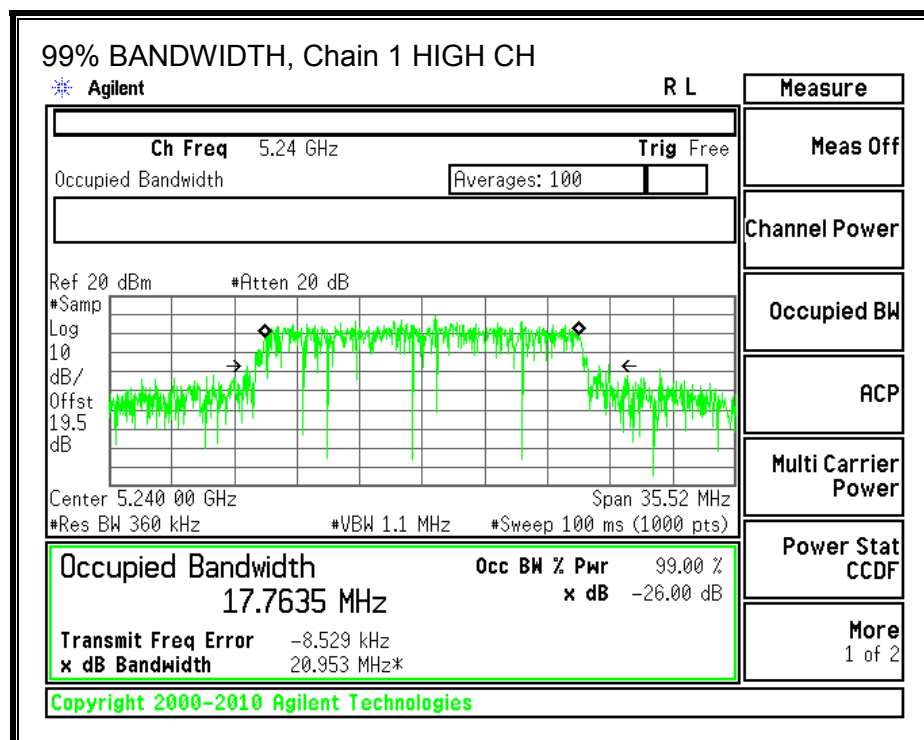 99% BANDWIDTH, Chain 1 HIGH CH
Agilent R L
Ch Freq 5.24 GHz Trig Free
Occupied Bandwidth Averages: 100
Ref 20 dBm #Atten 20 dB
#Samp
Log
10
dB/
Offst
19.5
dB
Center 5.240 00 GHz Span 35.52 MHz
#Res BW 360 kHz #VBW 1.1 MHz #Sweep 100 ms (1000 pts)
Occupied Bandwidth Occ BW % Pwr 99.00 %
17.7635 MHz x dB -26.00 dB
Transmit Freq Error -8.529 kHz
x dB Bandwidth 20.953 MHz*
Copyright 2000-2010 Agilent Technologies
Measure
Meas Off
Channel Power
Occupied BW
ACP
Multi Carrier
Power
Power Stat
CCDF
More
1 of 2